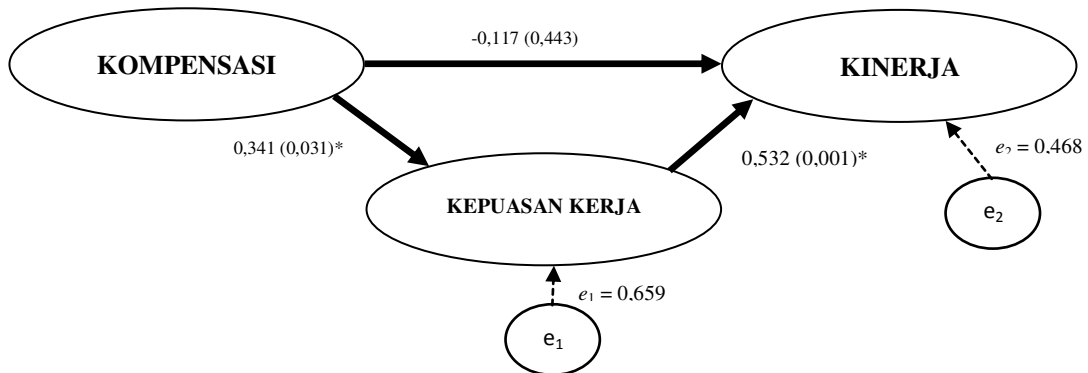 -0,117 (0,443)
KOMPENSASI
KINERJA
0,341 (0,031)*
0,532 (0,001)*
e₂ = 0,468
KEPUASAN KERJA
e₂
e₁ = 0,659
e₁